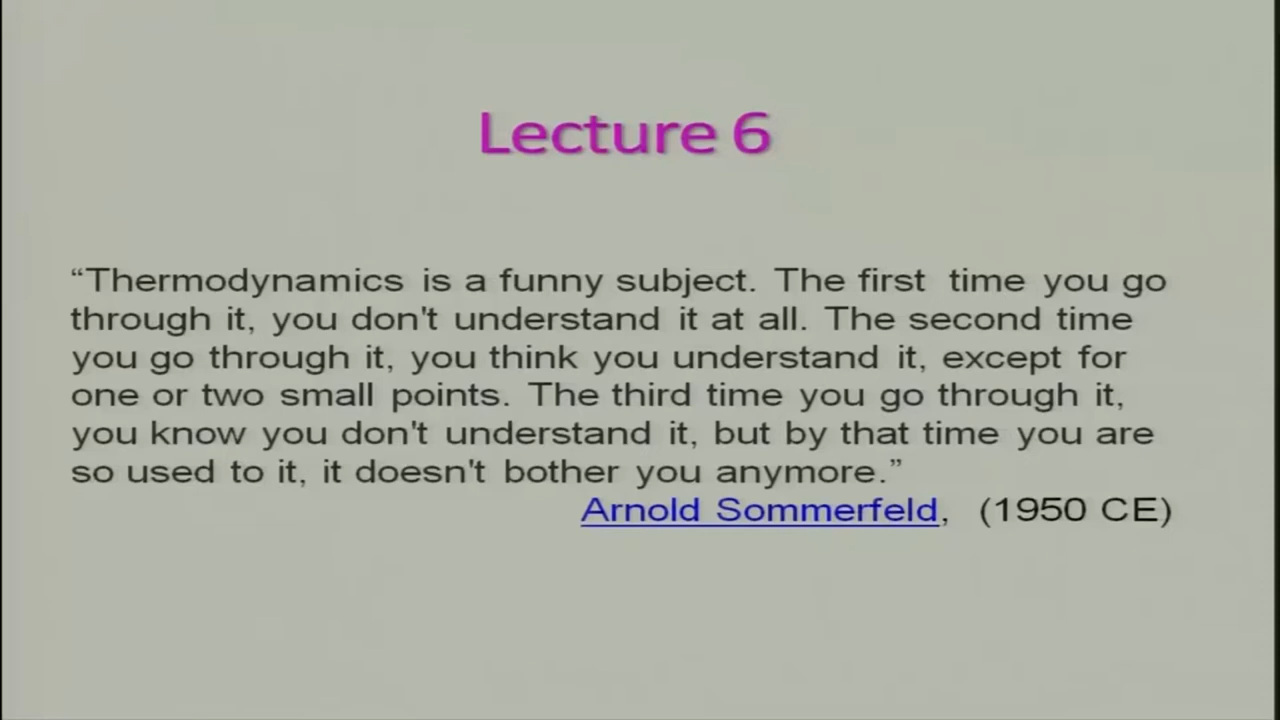 Lecture 6
“Thermodynamics is a funny subject. The first time you go
through it, you don't understand it at all. The second time
you go through it, you think you understand it, except for
one or two small points. The third time you go through it,
you know you don't understand it, but by that time you are
so used to it, it doesn't bother you anymore.”
Arnold Sommerfeld, (1950 CE)